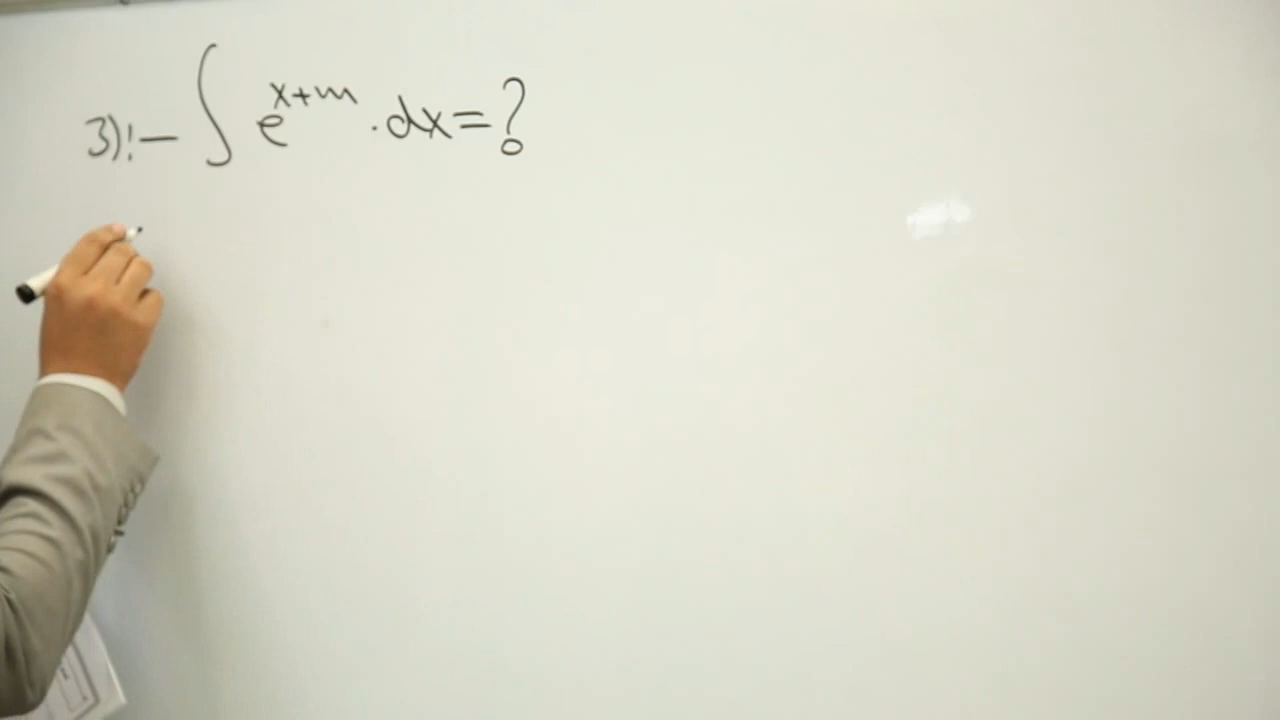 3)!- ∫ e^{x+m} . dx = ?